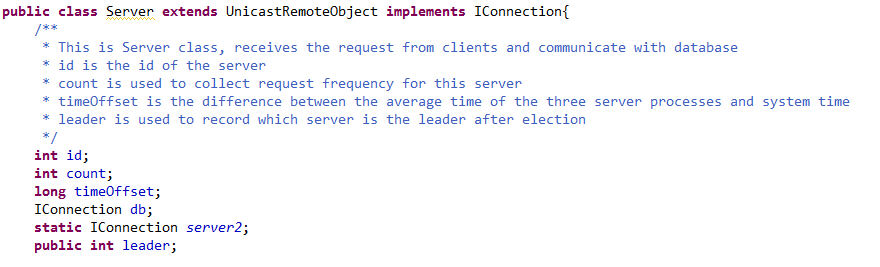 public class Server extends UnicastRemoteObject implements IConnection{
/**
* This is Server class, receives the request from clients and communicate with database
* id is the id of the server
* count is used to collect request frequency for this server
* timeOffset is the difference between the average time of the three server processes and system time
* leader is used to record which server is the leader after election
*/
int id;
int count;
long timeOffset;
IConnection db;
static IConnection server2;
public int leader;